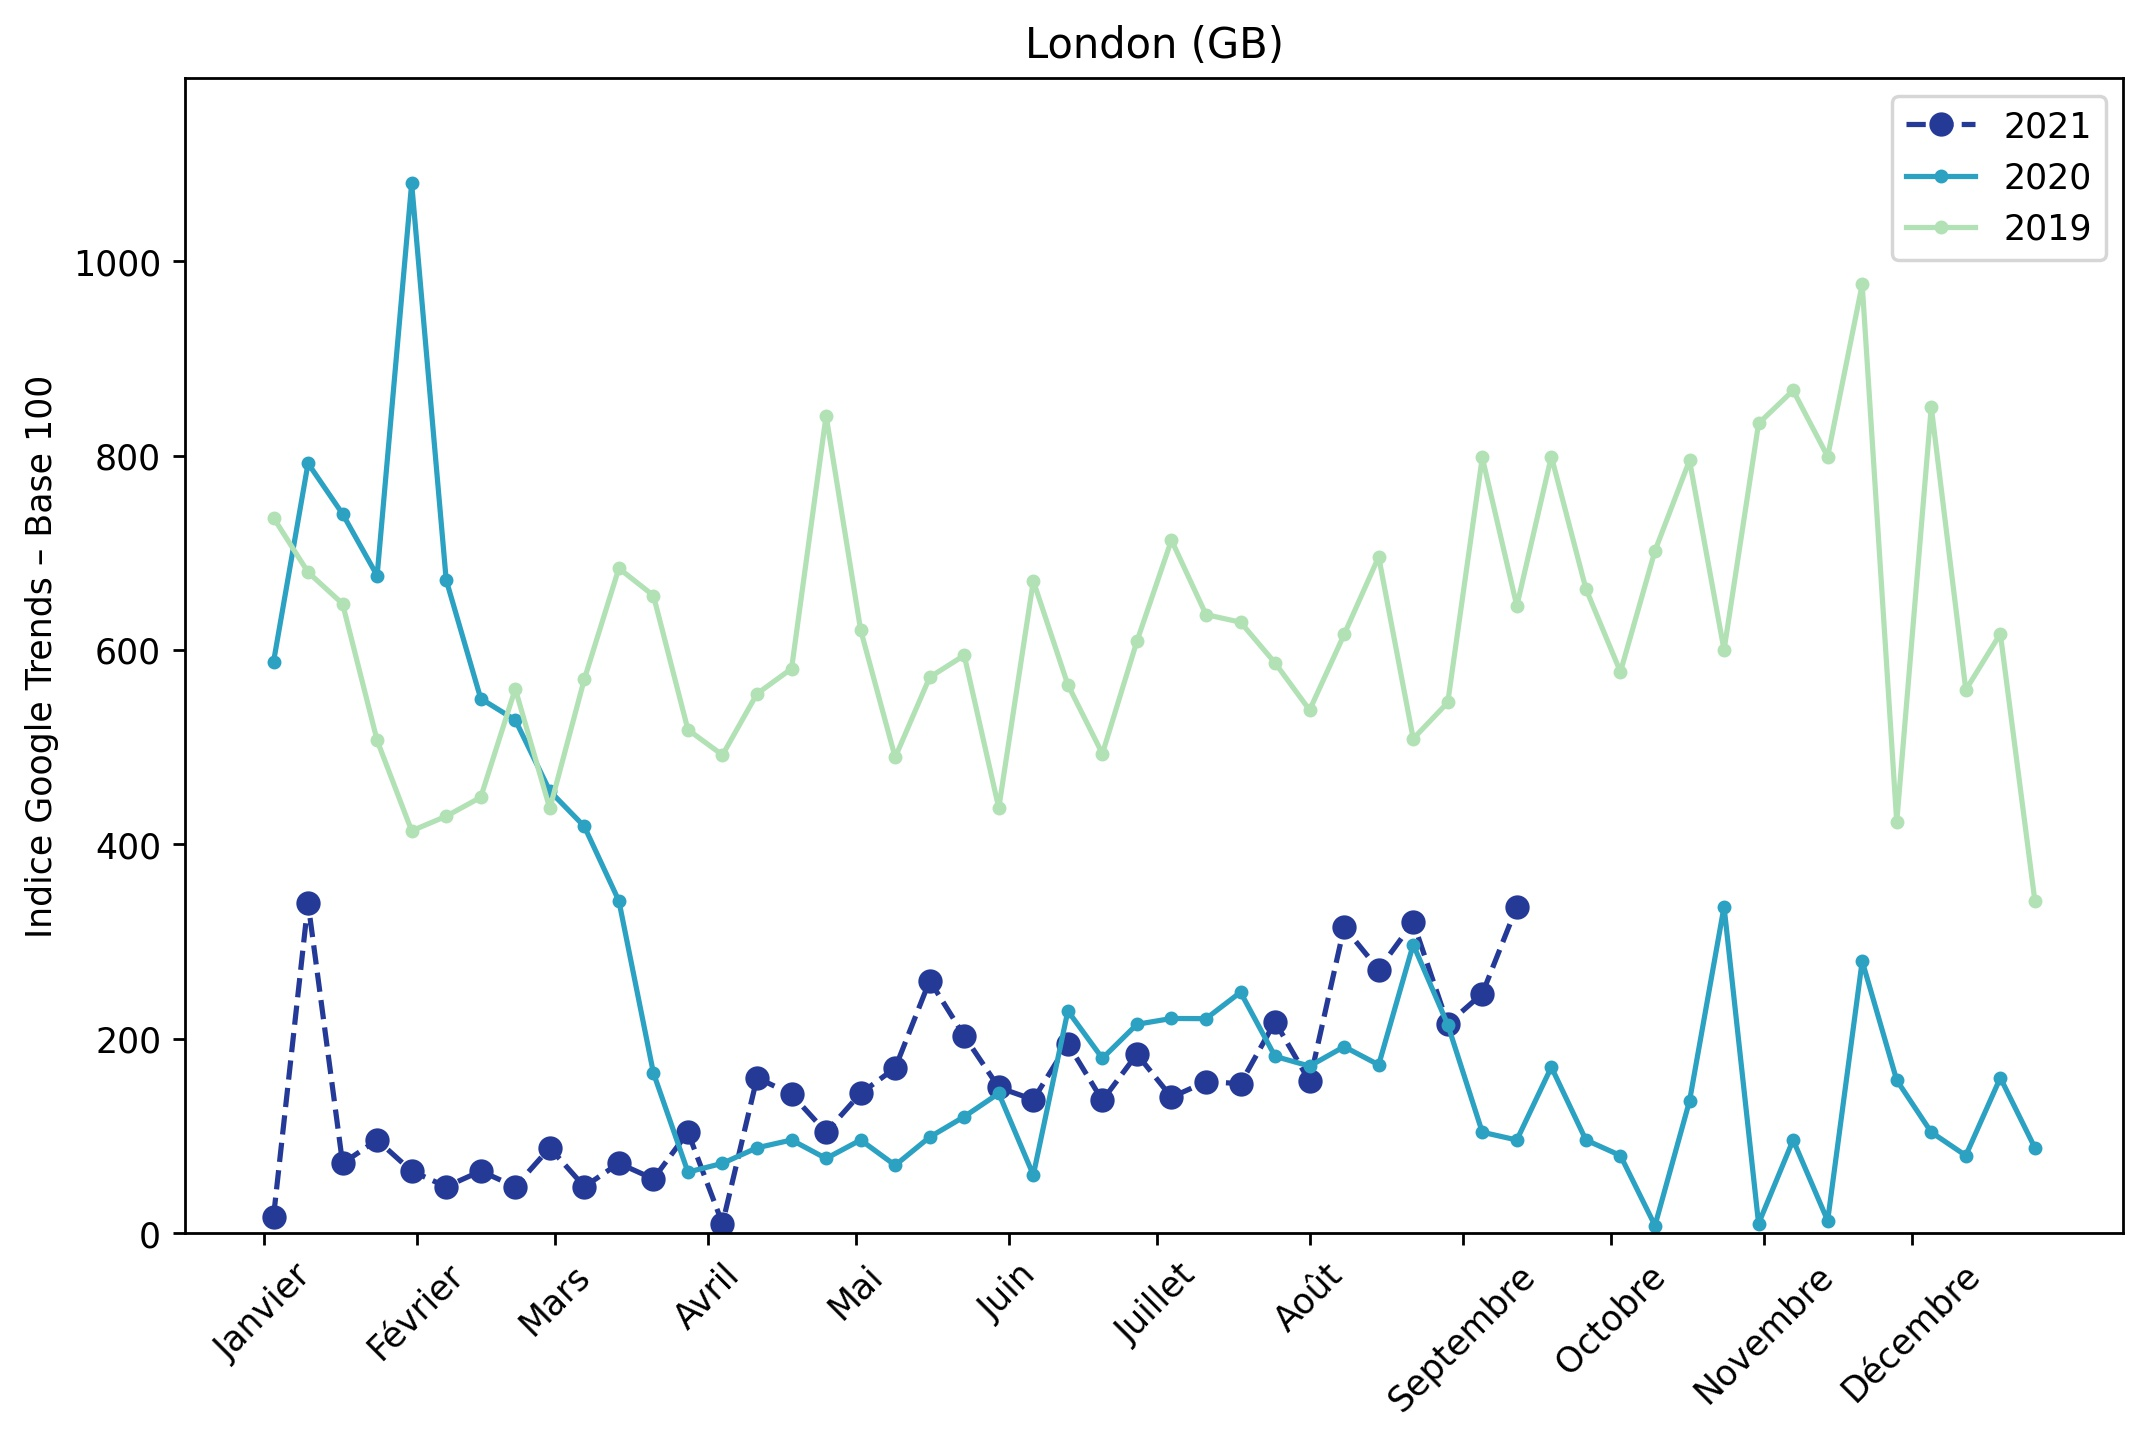 London (GB)
Indice Google Trends – Base 100
1000
800
600
400
200
0
2021
2020
2019
Janvier
Février
Mars
Avril
Mai
Juin
Juillet
Août
Septembre
Octobre
Novembre
Décembre